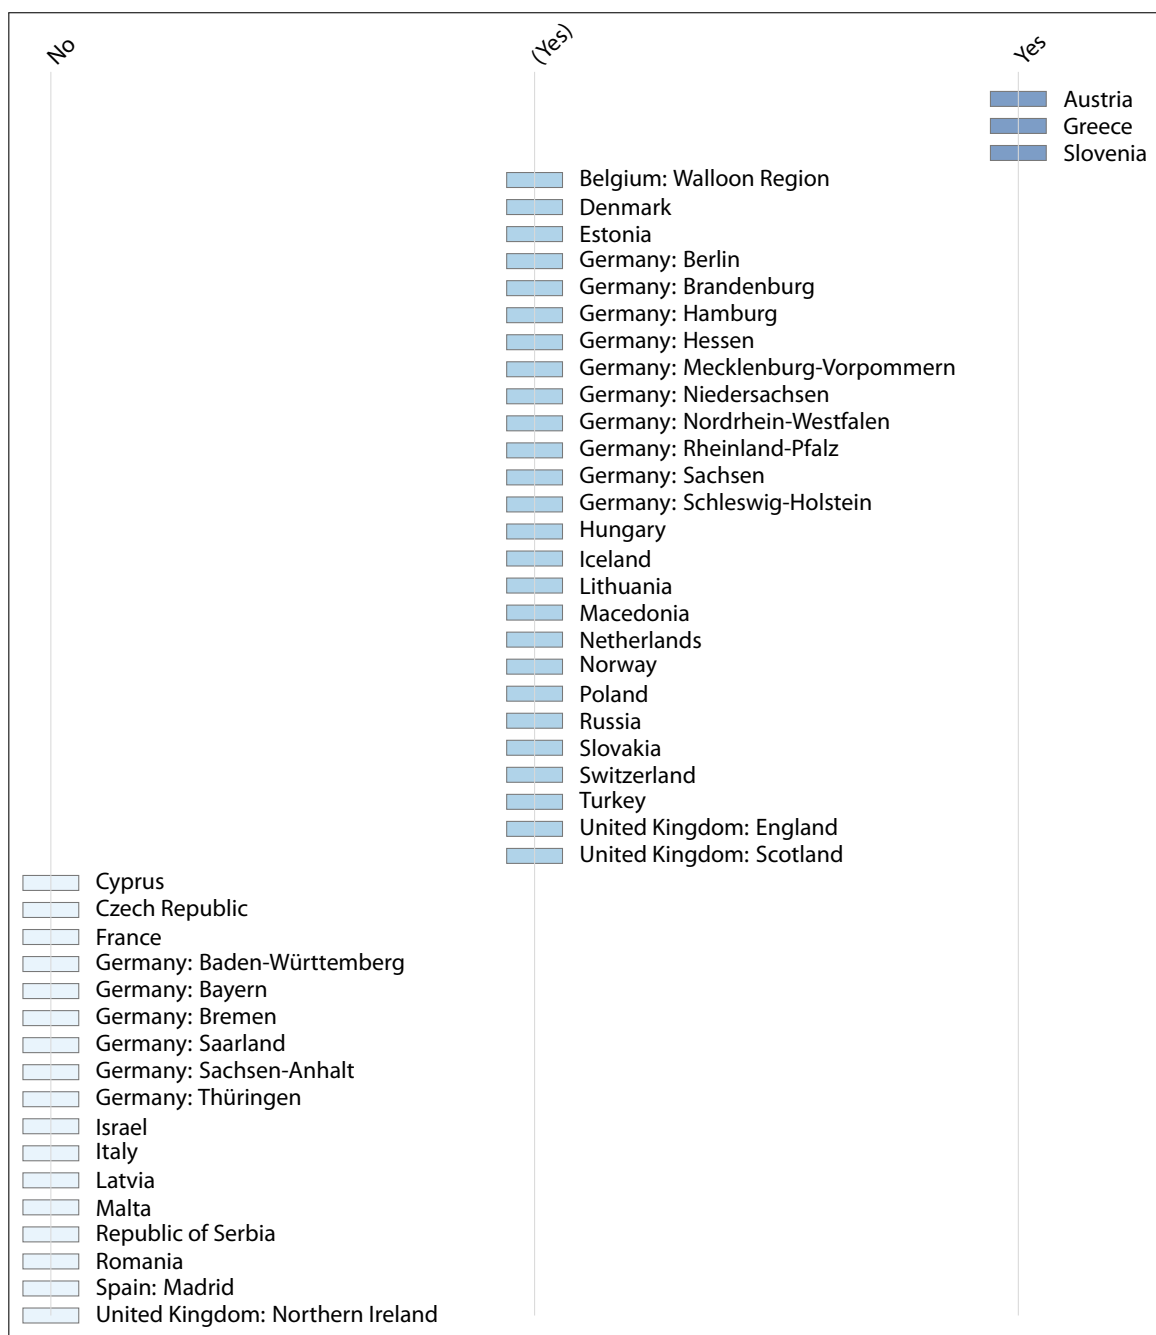 No
(Yes)
Yes
Austria
Greece
Slovenia
Belgium: Walloon Region
Denmark
Estonia
Germany: Berlin
Germany: Brandenburg
Germany: Hamburg
Germany: Hessen
Germany: Mecklenburg-Vorpommern
Germany: Niedersachsen
Germany: Nordrhein-Westfalen
Germany: Rheinland-Pfalz
Germany: Sachsen
Germany: Schleswig-Holstein
Hungary
Iceland
Lithuania
Macedonia
Netherlands
Norway
Poland
Russia
Slovakia
Switzerland
Turkey
United Kingdom: England
United Kingdom: Scotland
Cyprus
Czech Republic
France
Germany: Baden-Württemberg
Germany: Bayern
Germany: Bremen
Germany: Saarland
Germany: Sachsen-Anhalt
Germany: Thüringen
Israel
Italy
Latvia
Malta
Republic of Serbia
Romania
Spain: Madrid
United Kingdom: Northern Ireland